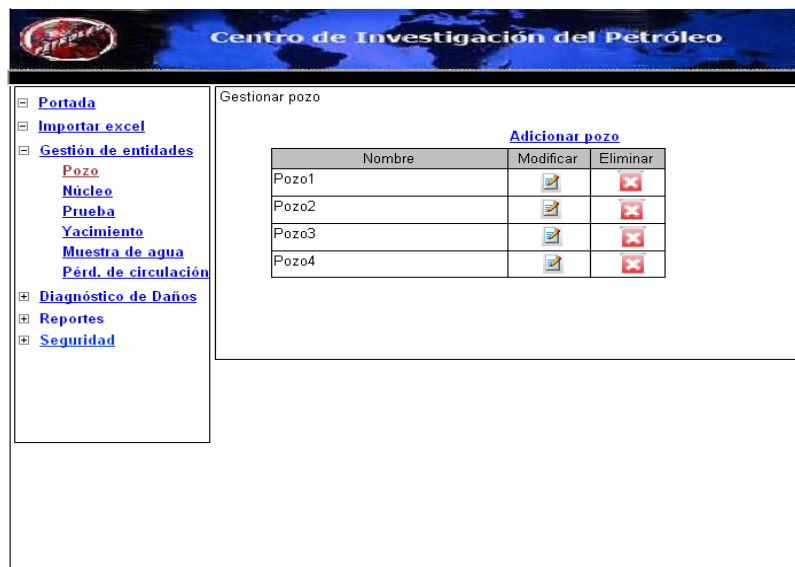 Centro de Investigación del Petróleo
Portada
Importar excel
Gestión de entidades
Pozo
Núcleo
Prueba
Yacimiento
Muestra de agua
Pérd. de circulación
Diagnóstico de Daños
Reportes
Seguridad
Gestionar pozo
Adicionar pozo
Nombre Modificar Eliminar
Pozo1
Pozo2
Pozo3
Pozo4